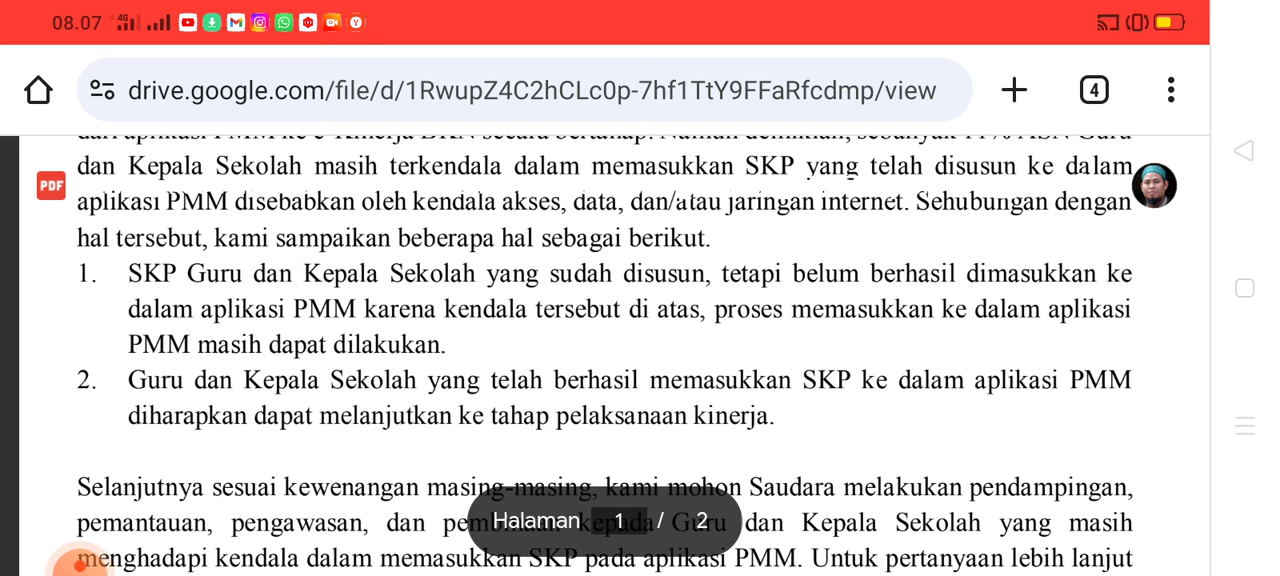 08.07 4G
drive.google.com/file/d/1RwupZ4C2hCLc0p-7hf1TtY9FFaRfcdmp/view
4
dan Kepala Sekolah masih terkendala dalam memasukkan SKP yang telah disusun ke dalam
PDF
aplikasi PMM disebabkan oleh kendala akses, data, dan/atau jaringan internet. Sehubungan dengan
hal tersebut, kami sampaikan beberapa hal sebagai berikut.
1. SKP Guru dan Kepala Sekolah yang sudah disusun, tetapi belum berhasil dimasukkan ke
dalam aplikasi PMM karena kendala tersebut di atas, proses memasukkan ke dalam aplikasi
PMM masih dapat dilakukan.
2. Guru dan Kepala Sekolah yang telah berhasil memasukkan SKP ke dalam aplikasi PMM
diharapkan dapat melanjutkan ke tahap pelaksanaan kinerja.
Selanjutnya sesuai kewenangan masing-masing, kami mohon Saudara melakukan pendampingan,
pemantauan, pengawasan, dan pembinaan kepada Guru dan Kepala Sekolah yang masih
Halaman 1 / 2
menghadapi kendala dalam memasukkan SKP pada aplikasi PMM. Untuk pertanyaan lebih lanjut